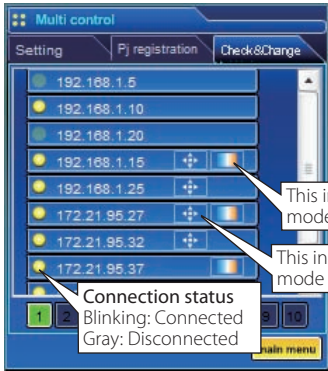 Multi control
Setting Pj registration Check&Change
192.168.1.5
192.168.1.10
192.168.1.20
192.168.1.15
192.168.1.25
This i
mode
172.21.95.27
172.21.95.32
This in
mode
172.21.95.37
Connection status
Blinking: Connected
Gray: Disconnected
1 2 9 10
main menu